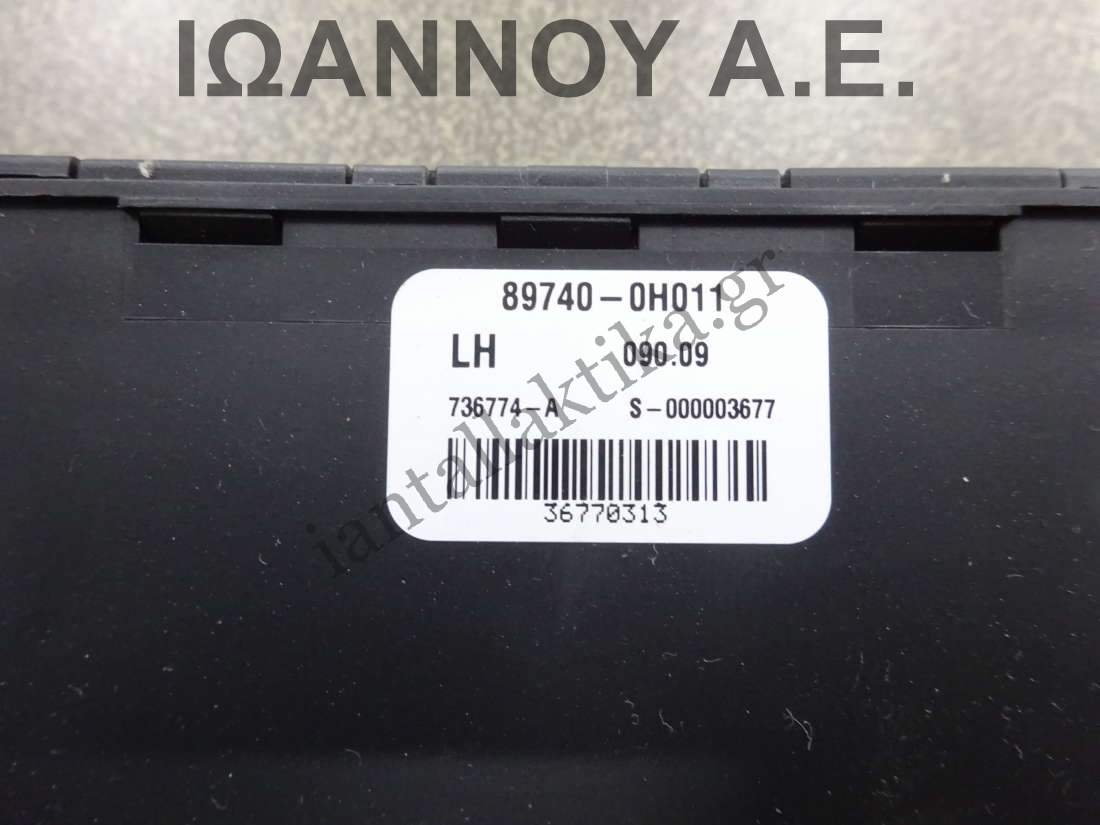 ΙΩΑΝΝΟΥ Α.Ε.
89740-0H011
LH 090.09
736774-A S-000003677
36770313
iantallaktika.gr